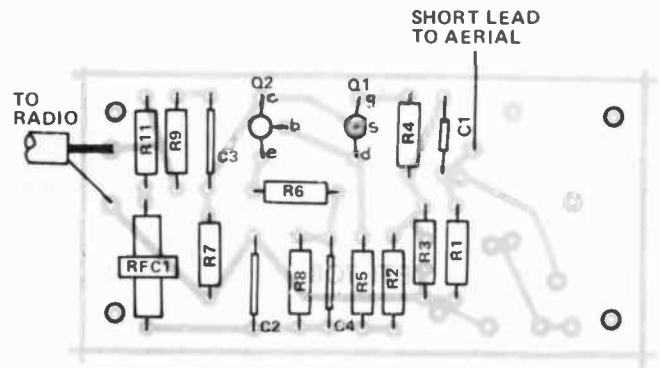 SHORT LEAD
TO AERIAL
TO
RADIO
Q2
Q1
c
g
b
s
e
d
R11
R9
C3
R4
C1
R6
RFC1
R7
C2
R8
C4
R5
R2
R3
R1